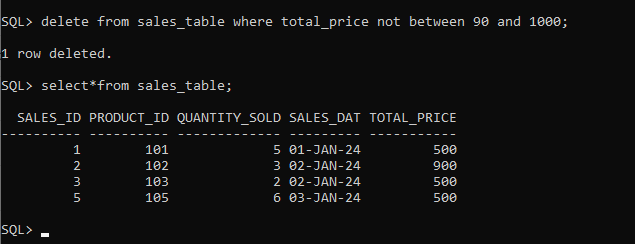 SQL> delete from sales_table where total_price not between 90 and 1000;
1 row deleted.
SQL> select*from sales_table;
SALES_ID PRODUCT_ID QUANTITY_SOLD SALES_DAT TOTAL_PRICE
---------- ---------- ------------- --------- -----------
1 101 5 01-JAN-24 500
2 102 3 02-JAN-24 900
3 103 2 02-JAN-24 500
5 105 6 03-JAN-24 500
SQL>